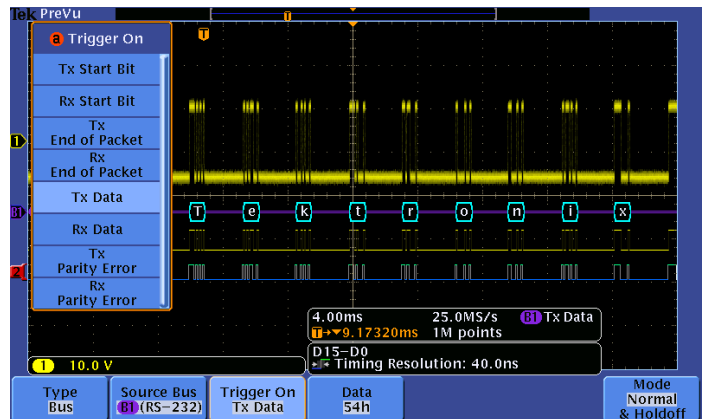 Tek PreVu
T
a Trigger On
T
Tx Start Bit
Rx Start Bit
Tx
End of Packet
Rx
End of Packet
Tx Data
Rx Data
Tx
Parity Error
Rx
Parity Error
1
B1
T e k t r o n i x
2
4.00ms 25.0MS/s B1 Tx Data
T→▼9.17320ms 1M points
D15-D0
Timing Resolution: 40.0ns
1 10.0 V
Type
Bus
Source Bus
B1 (RS-232)
Trigger On
Tx Data
Data
54h
Mode
Normal
& Holdoff